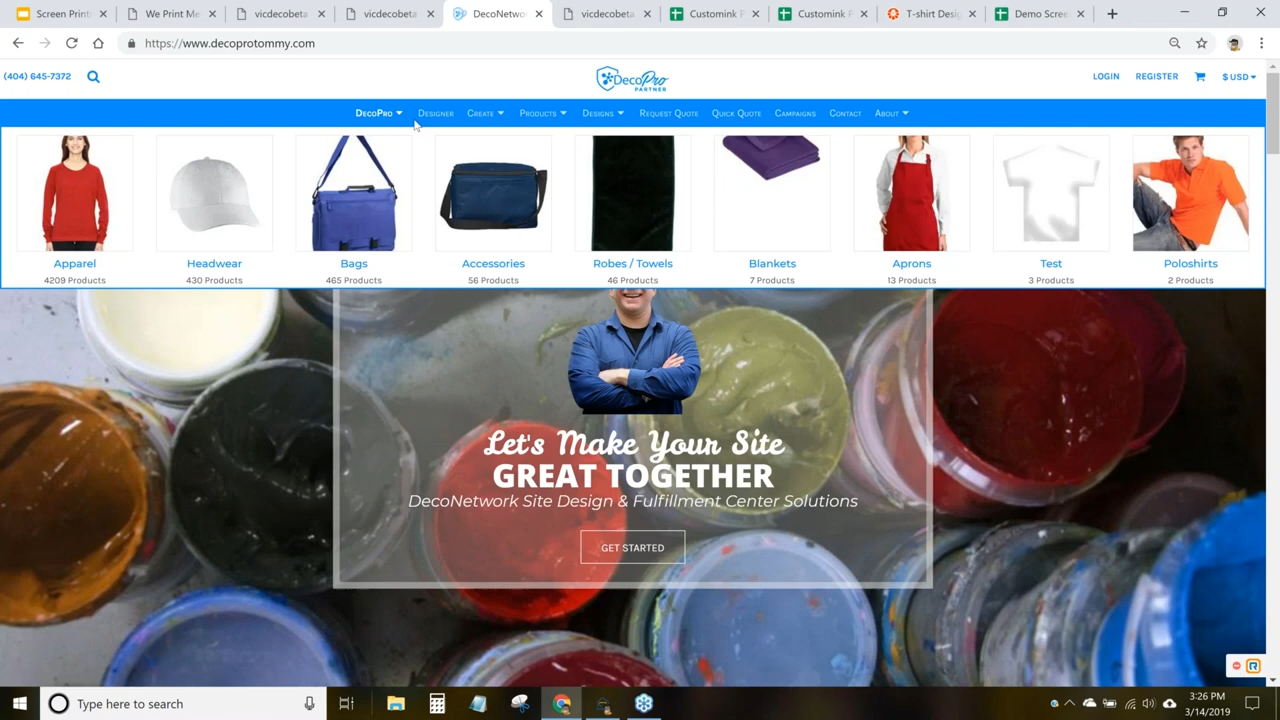 Screen Printi
We Print Me
vicdecobeta
vicdecobeta
DecoNetwor
vicdecobeta
Customink P
Customink P
T-shirt Desig
Demo Scree
https://www.decoprotommy.com
(404) 645-7372
DecoPro
PARTNER
LOGIN
REGISTER
$ USD
DecoPro
Designer
Create
Products
Designs
Request Quote
Quick Quote
Campaigns
Contact
About
Apparel
Headwear
Bags
Accessories
Robes / Towels
Blankets
Aprons
Test
Poloshirts
4209 Products
430 Products
465 Products
56 Products
46 Products
7 Products
13 Products
3 Products
2 Products
Let's Make Your Site
GREAT TOGETHER
DecoNetwork Site Design & Fulfillment Center Solutions
GET STARTED
Type here to search
3:26 PM
3/14/2019